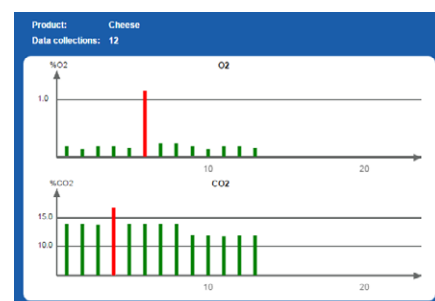 Product: Cheese
Data collections: 12
%O2 O2
1.0
10 20
%CO2 CO2
15.0
10.0
10 20